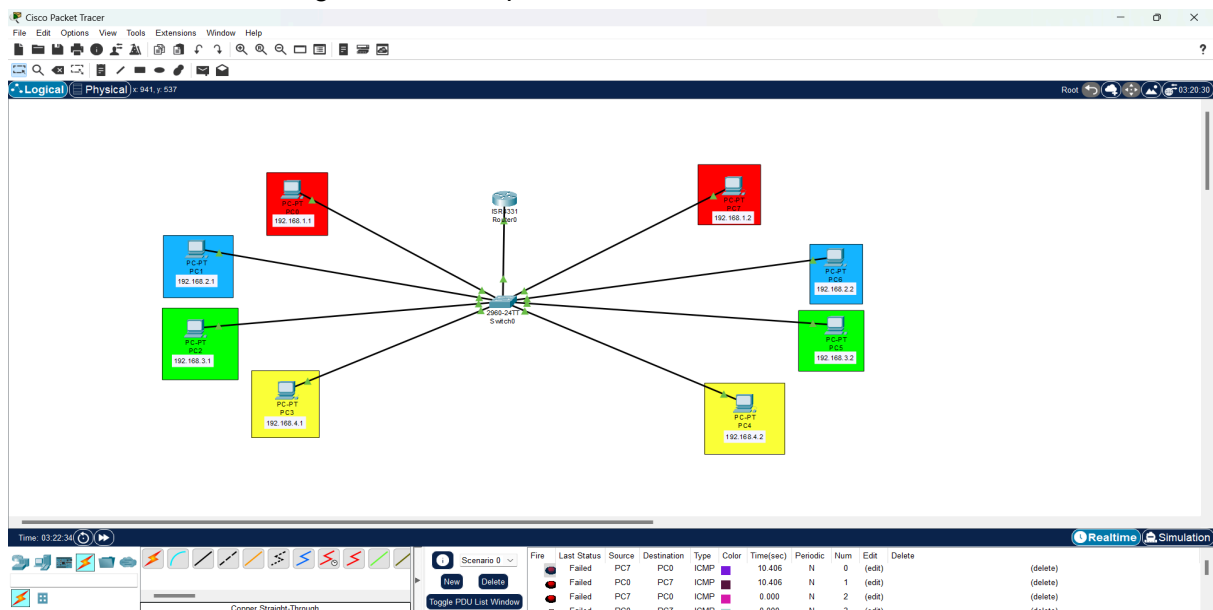 Cisco Packet Tracer
File Edit Options View Tools Extensions Window Help
?
Logical Physical x: 941, y: 537 Root 03:20:30
PC-PT
PC0
192.168.1.1
ISR4331
Router0
PC-PT
PC7
192.168.1.2
PC-PT
PC1
192.168.2.1
PC-PT
PC6
192.168.2.2
2960-24TT
Switch0
PC-PT
PC2
192.168.3.1
PC-PT
PC5
192.168.3.2
PC-PT
PC3
192.168.4.1
PC-PT
PC4
192.168.4.2
Time: 03:22:34 Realtime Simulation
Scenario 0
New Delete
Toggle PDU List Window
Fire Last Status Source Destination Type Color Time(sec) Periodic Num Edit Delete
Failed PC7 PC0 ICMP 10.406 N 0 (edit) (delete)
Failed PC0 PC7 ICMP 10.406 N 1 (edit) (delete)
Failed PC7 PC0 ICMP 0.000 N 2 (edit) (delete)
Copper Straight-Through